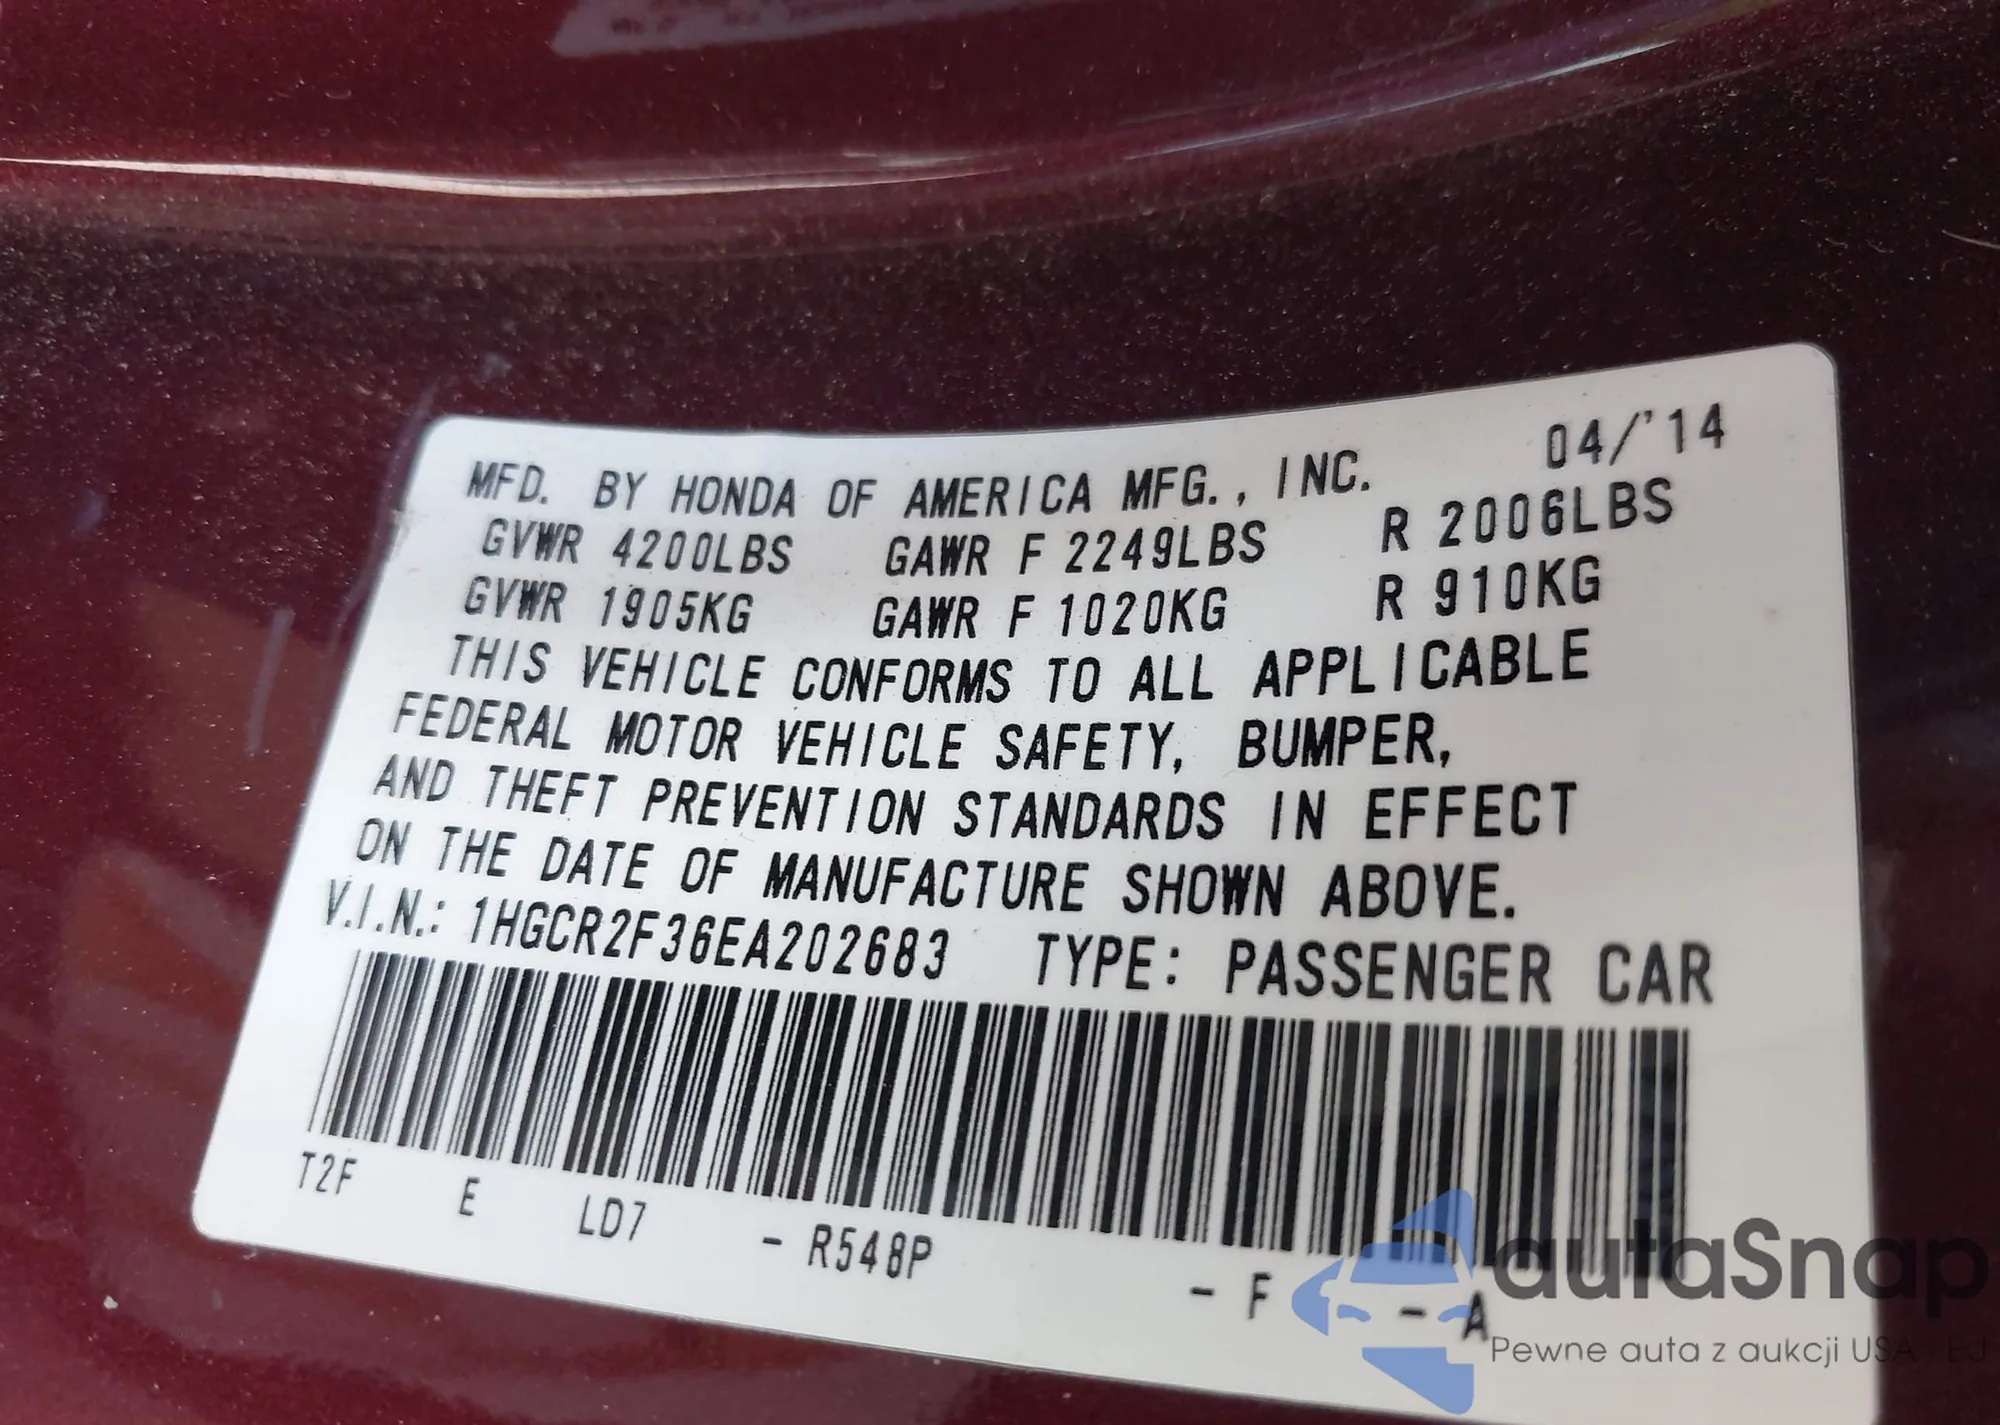 MFD. BY HONDA OF AMERICA MFG., INC. 04/'14
GVWR 4200LBS GAWR F 2249LBS R 2006LBS
GVWR 1905KG GAWR F 1020KG R 910KG
THIS VEHICLE CONFORMS TO ALL APPLICABLE
FEDERAL MOTOR VEHICLE SAFETY, BUMPER,
AND THEFT PREVENTION STANDARDS IN EFFECT
ON THE DATE OF MANUFACTURE SHOWN ABOVE.
V.I.N.: 1HGCR2F36EA202683 TYPE: PASSENGER CAR
T2F E LD7 - R548P - F - A
autaSnap
Pewne auta z aukcji USA EU